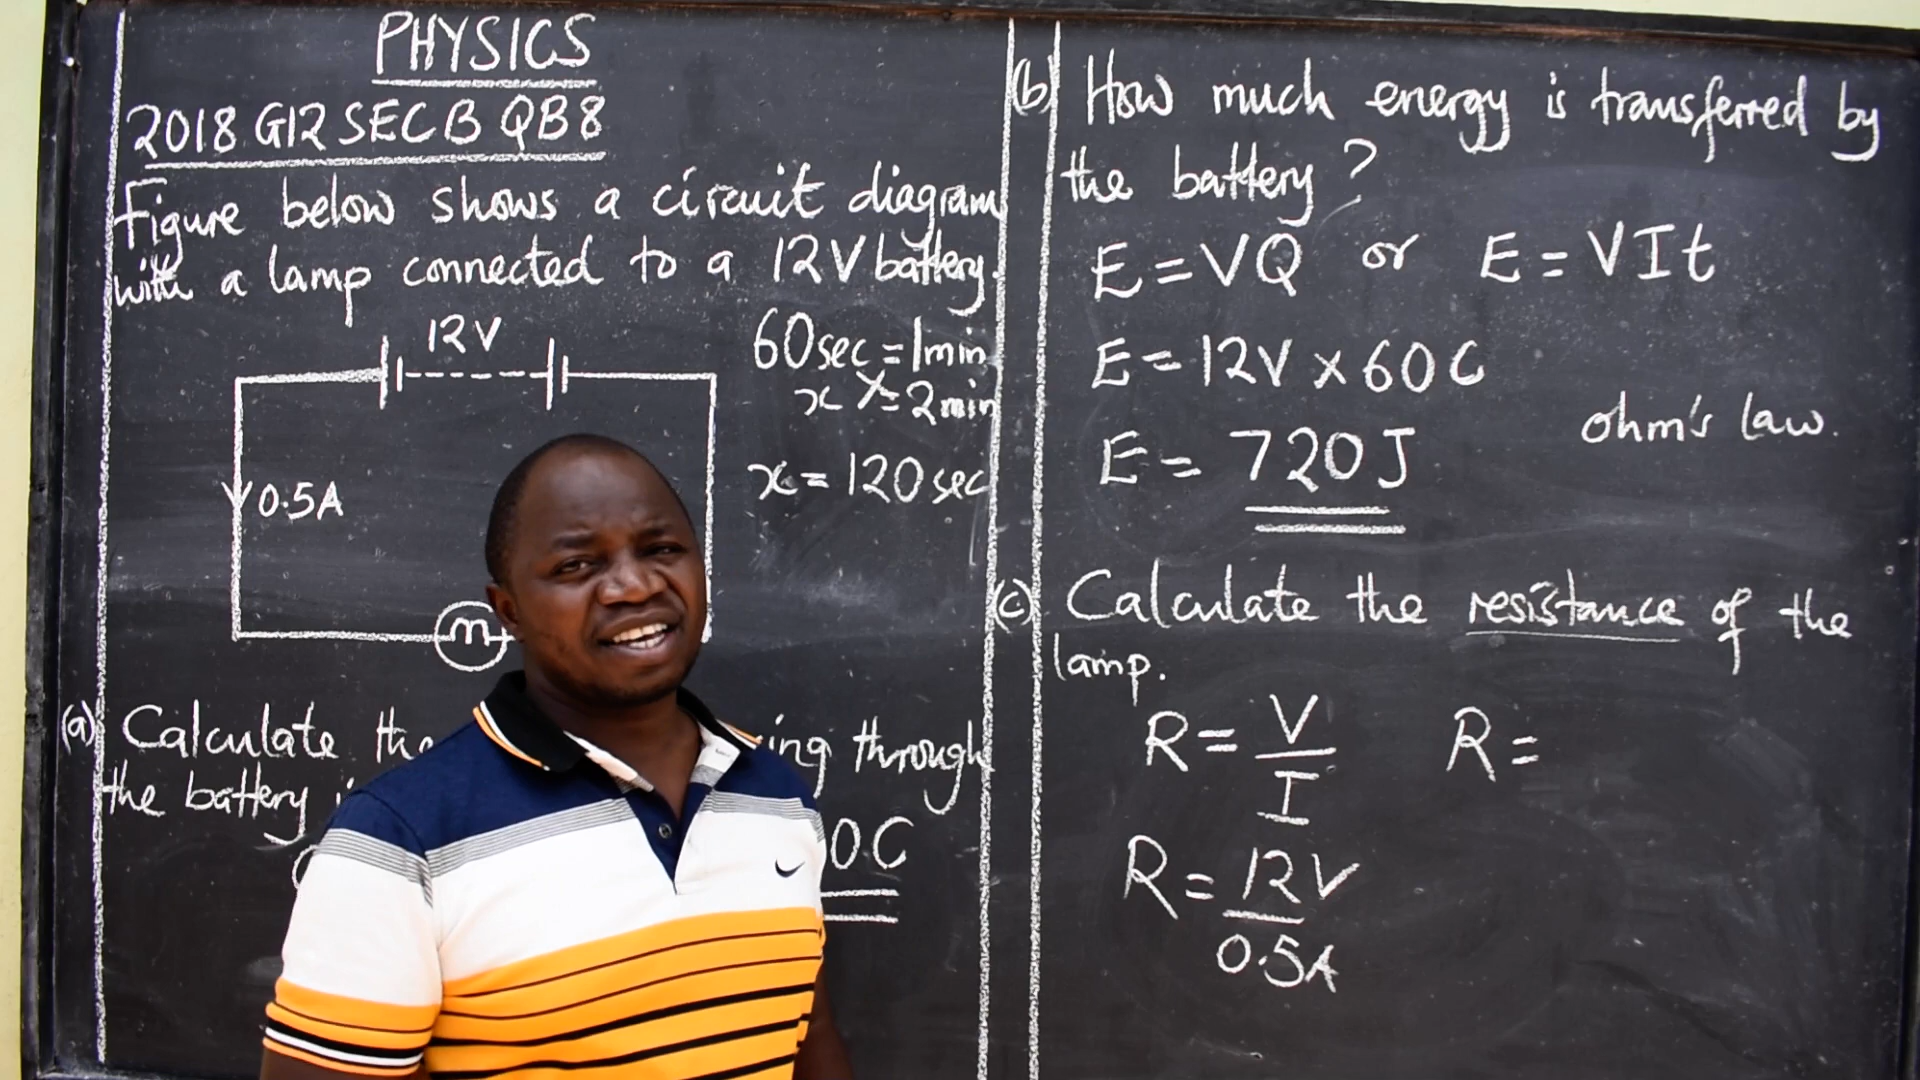 PHYSICS
2018 G12 SEC B QB8
Figure below shows a circuit diagram
with a lamp connected to a 12V battery.
12V
60sec = 1min
x = 2min
x = 120sec
0.5A
m
(a) Calculate the ing through
the battery
0C
(b) How much energy is transferred by
the battery?
E = VQ or E = VIt
E = 12V x 60C
ohm's law.
E = 720J
(c) Calculate the resistance of the
lamp.
R = V/I R =
R = 12V/0.5A